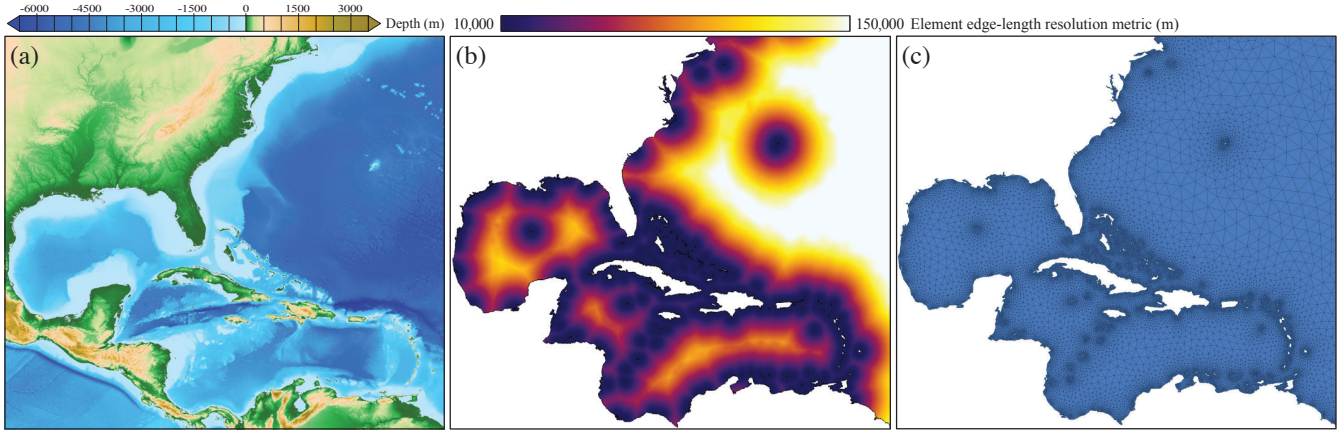 -6000 -4500 -3000 -1500 0 1500 3000 Depth (m)
10,000 150,000 Element edge-length resolution metric (m)
(a) (b) (c)